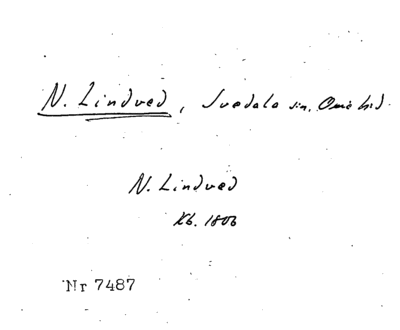 N. Lindved, Svedala sn. Oxie hd.
N. Lindved
Kb. 1806
Nr 7487